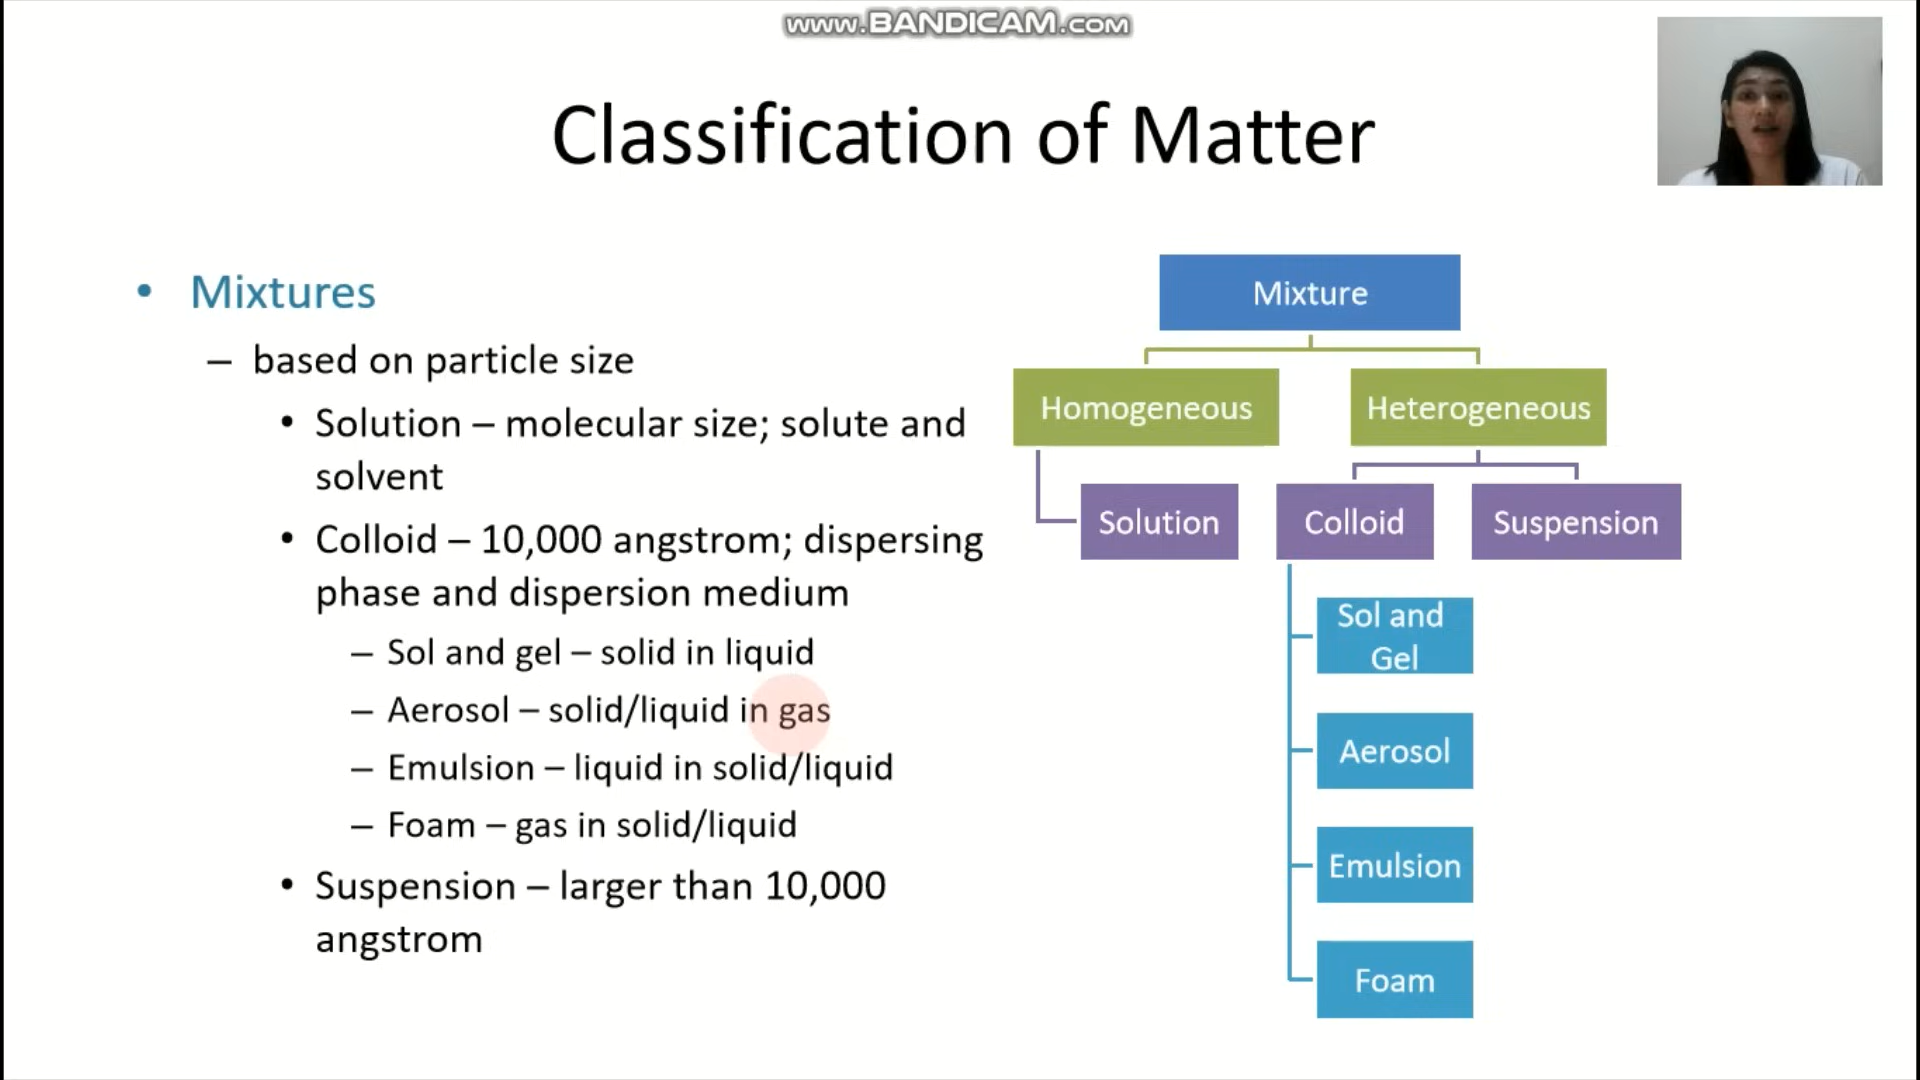 www.BANDICAM.com
Classification of Matter
• Mixtures
– based on particle size
• Solution – molecular size; solute and
solvent
• Colloid – 10,000 angstrom; dispersing
phase and dispersion medium
– Sol and gel – solid in liquid
– Aerosol – solid/liquid in gas
– Emulsion – liquid in solid/liquid
– Foam – gas in solid/liquid
• Suspension – larger than 10,000
angstrom
Mixture
Homogeneous
Heterogeneous
Solution
Colloid
Suspension
Sol and
Gel
Aerosol
Emulsion
Foam